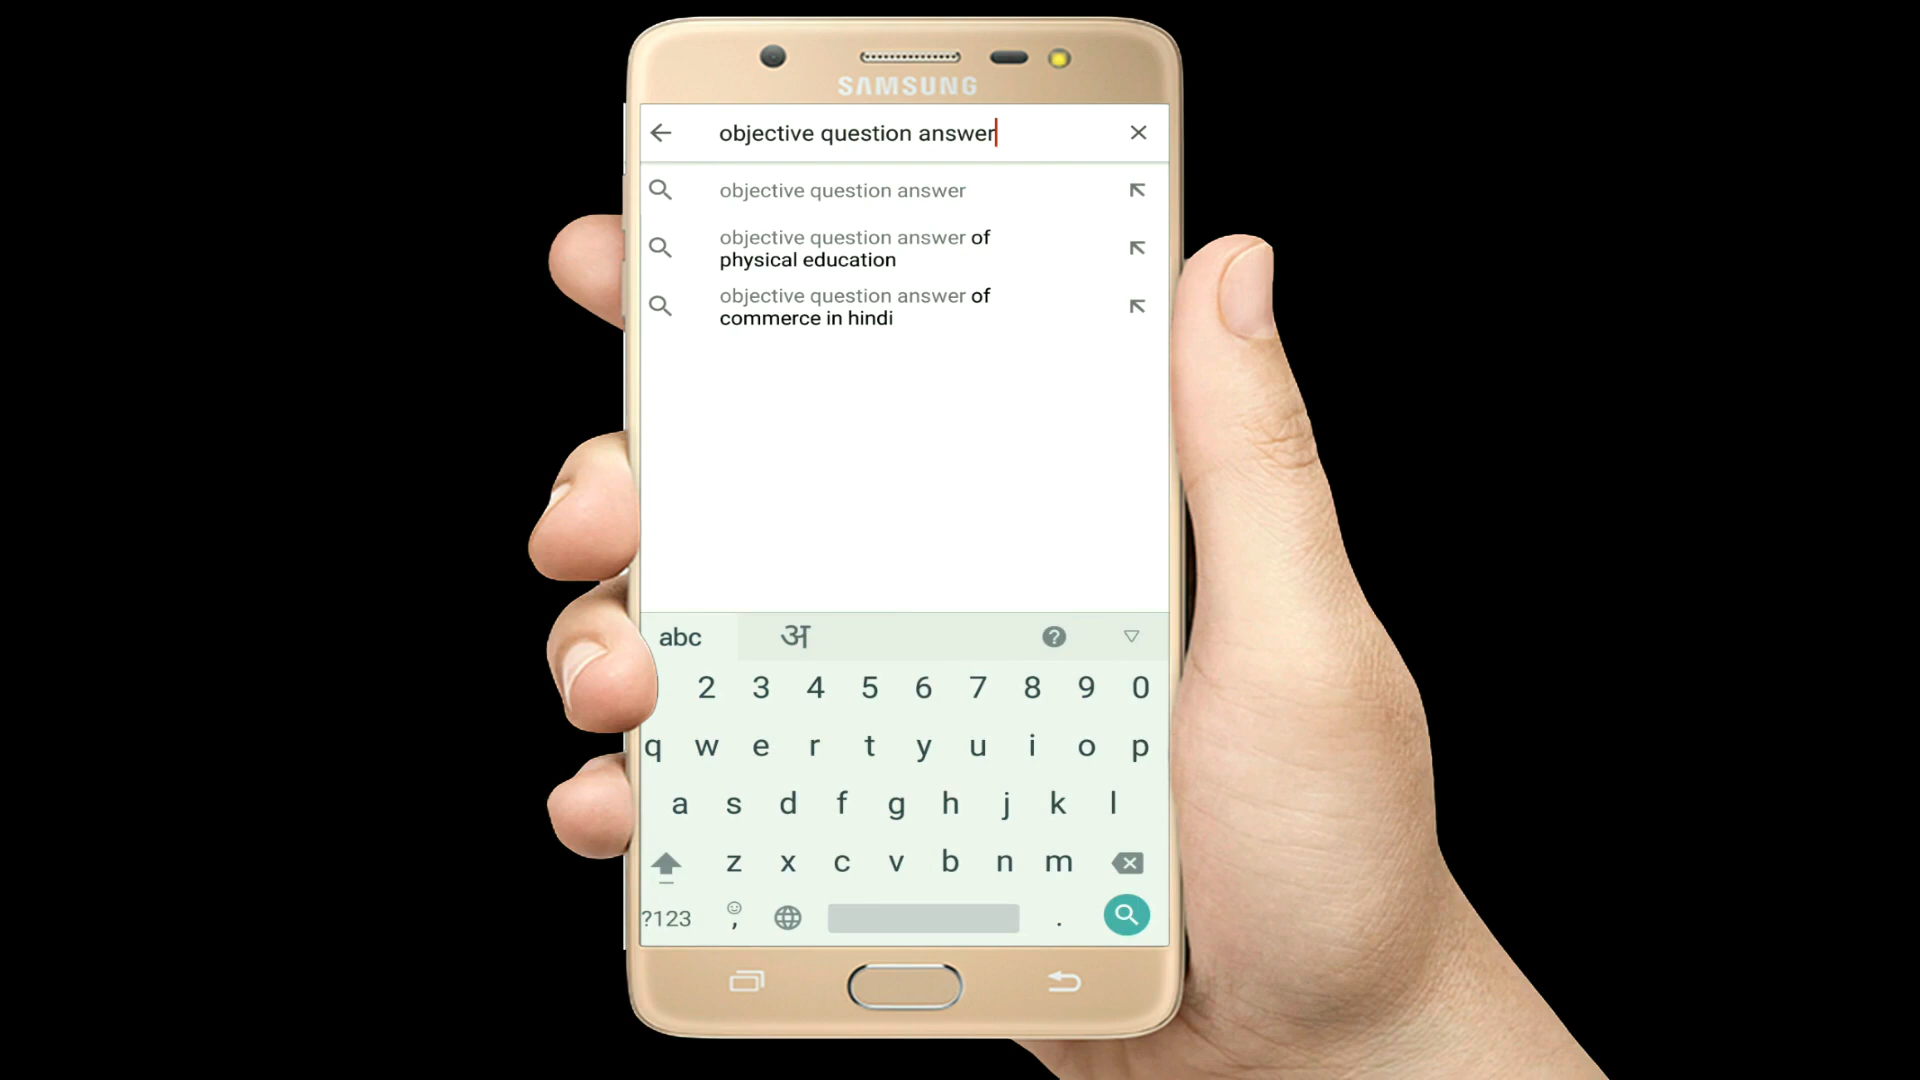 SAMSUNG
objective question answer
objective question answer
objective question answer of
physical education
objective question answer of
commerce in hindi
abc अ ?
2 3 4 5 6 7 8 9 0
q w e r t y u i o p
a s d f g h j k l
z x c v b n m
?123 , .